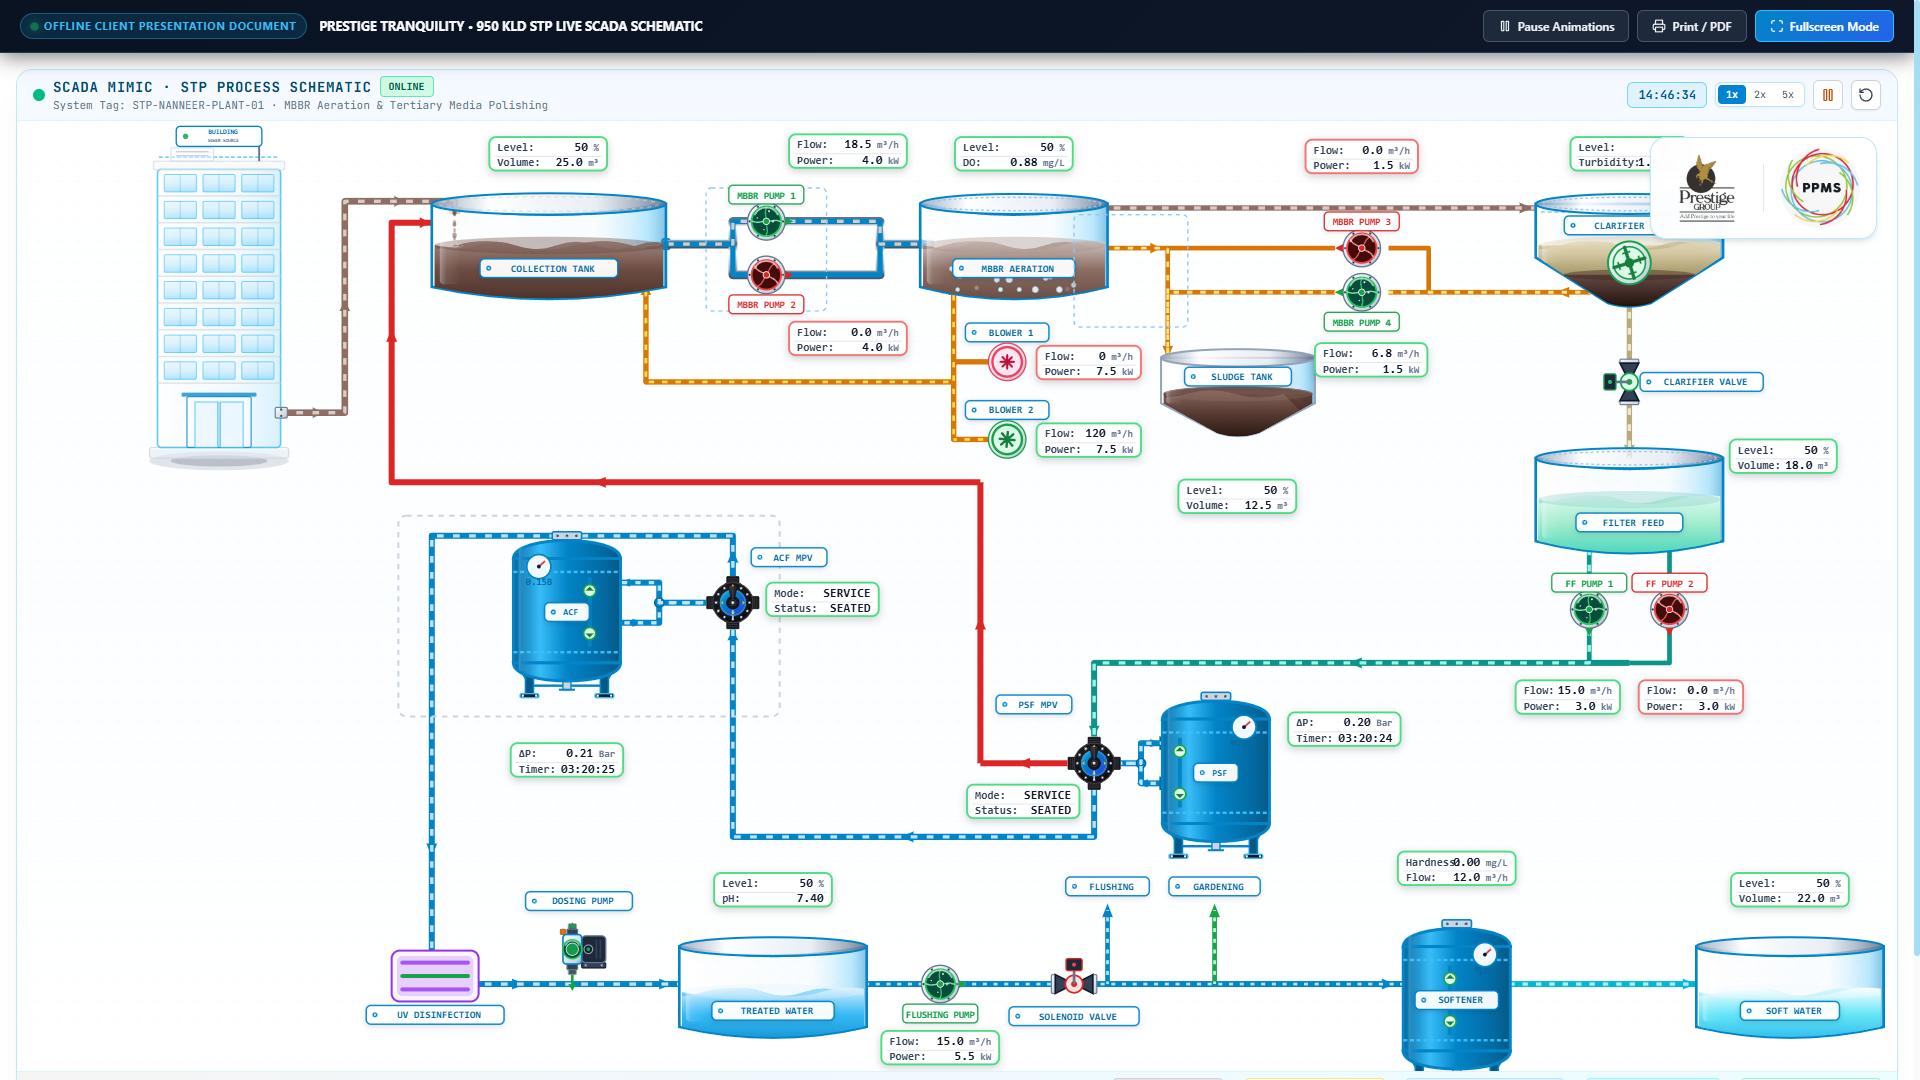 OFFLINE CLIENT PRESENTATION DOCUMENT
PRESTIGE TRANQUILITY - 950 KLD STP LIVE SCADA SCHEMATIC
Pause Animations
Print / PDF
Fullscreen Mode
SCADA MIMIC · STP PROCESS SCHEMATIC
ONLINE
System Tag: STP-NANNEER-PLANT-01 · MBBR Aeration & Tertiary Media Polishing
14:46:34
1x
2x
5x
BUILDING
SEWER SOURCE
Level: 50 %
Volume: 25.0 m³
Flow: 18.5 m³/h
Power: 4.0 kW
Level: 50 %
DO: 0.88 mg/L
Flow: 0.0 m³/h
Power: 1.5 kW
Level:
Turbidity:1.
Prestige
GROUP
Add Prestige to your life
PPMS
MBBR PUMP 1
MBBR PUMP 2
COLLECTION TANK
MBBR AERATION
MBBR PUMP 3
MBBR PUMP 4
CLARIFIER
Flow: 0.0 m³/h
Power: 4.0 kW
BLOWER 1
Flow: 0 m³/h
Power: 7.5 kW
BLOWER 2
Flow: 120 m³/h
Power: 7.5 kW
SLUDGE TANK
Flow: 6.8 m³/h
Power: 1.5 kW
CLARIFIER VALVE
Level: 50 %
Volume: 18.0 m³
Level: 50 %
Volume: 12.5 m³
FILTER FEED
FF PUMP 1
FF PUMP 2
ACF MPV
Mode: SERVICE
Status: SEATED
0.158
ACF
Flow: 15.0 m³/h
Power: 3.0 kW
Flow: 0.0 m³/h
Power: 3.0 kW
PSF MPV
ΔP: 0.20 Bar
Timer: 03:20:24
ΔP: 0.21 Bar
Timer: 03:20:25
PSF
Mode: SERVICE
Status: SEATED
Hardness0.00 mg/L
Flow: 12.0 m³/h
Level: 50 %
pH: 7.40
FLUSHING
GARDENING
Level: 50 %
Volume: 22.0 m³
DOSING PUMP
UV DISINFECTION
TREATED WATER
FLUSHING PUMP
SOLENOID VALVE
SOFTENER
SOFT WATER
Flow: 15.0 m³/h
Power: 5.5 kW